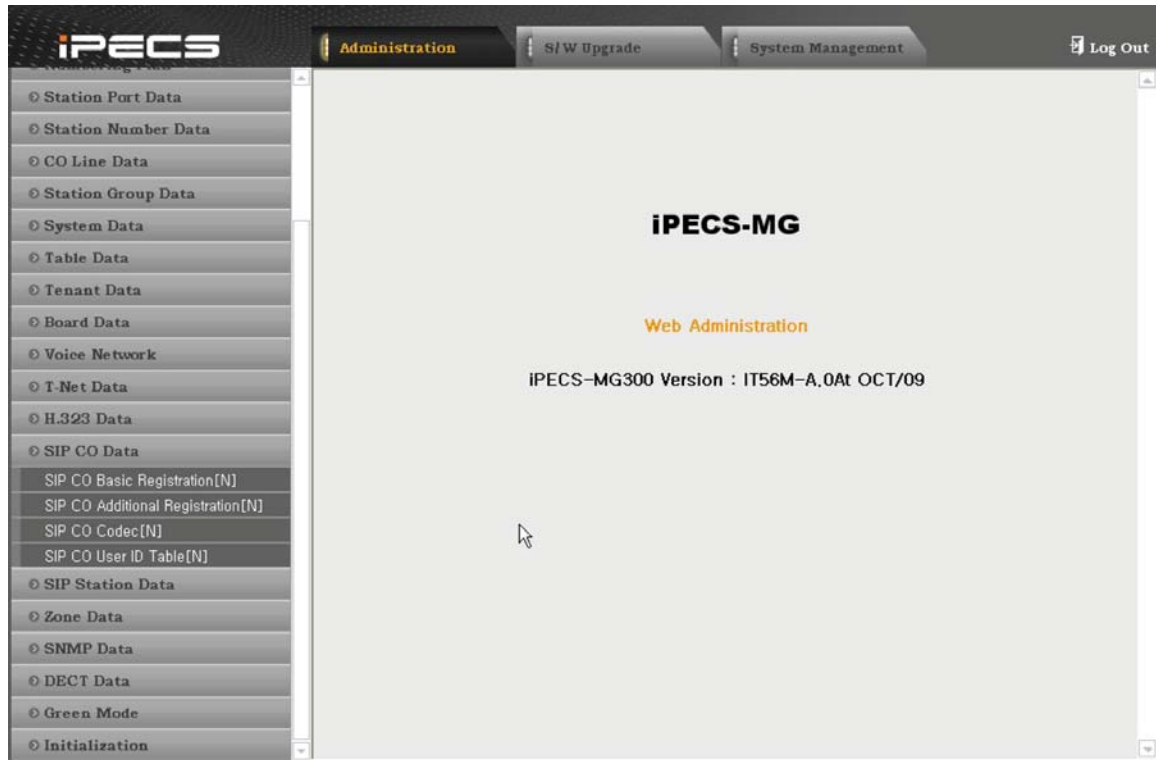 iPECS
Administration
S/W Upgrade
System Management
Log Out
Station Port Data
Station Number Data
CO Line Data
Station Group Data
System Data
Table Data
Tenant Data
Board Data
Voice Network
T-Net Data
H.323 Data
SIP CO Data
SIP CO Basic Registration[N]
SIP CO Additional Registration[N]
SIP CO Codec[N]
SIP CO User ID Table[N]
SIP Station Data
Zone Data
SNMP Data
DECT Data
Green Mode
Initialization
iPECS-MG
Web Administration
iPECS-MG300 Version : IT56M-A.0At OCT/09